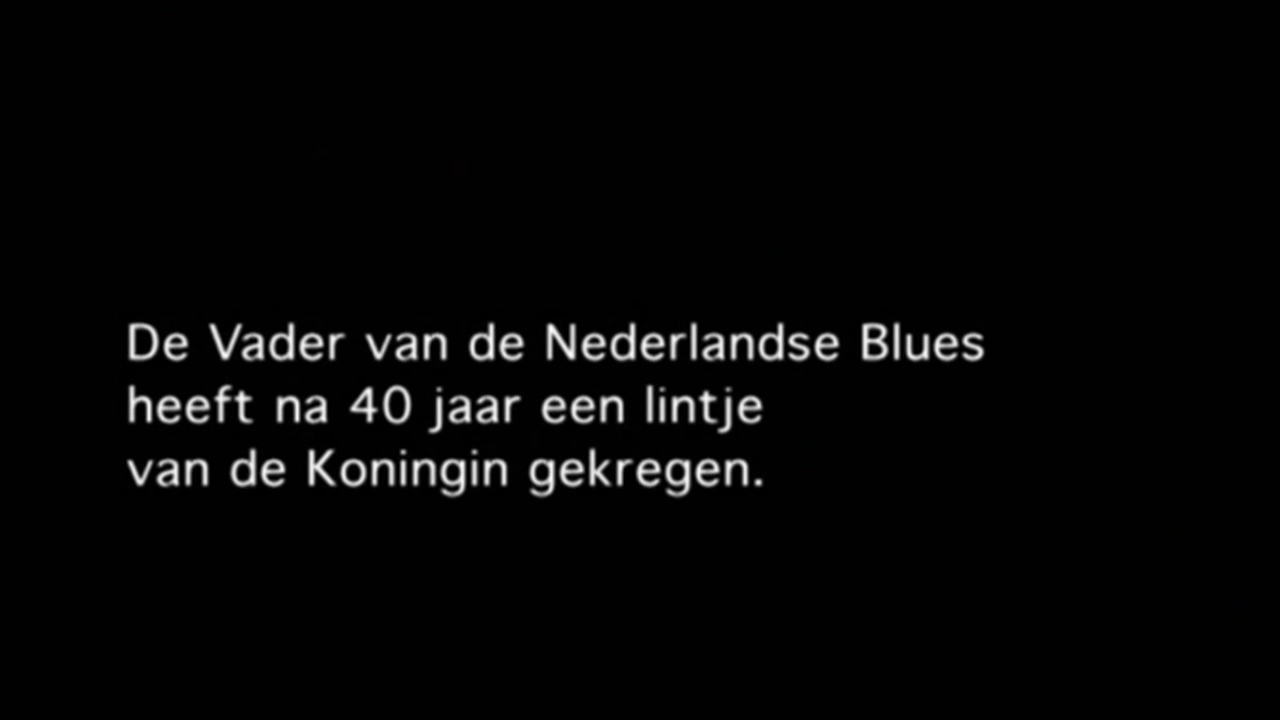 De Vader van de Nederlandse Blues
heeft na 40 jaar een lintje
van de Koningin gekregen.